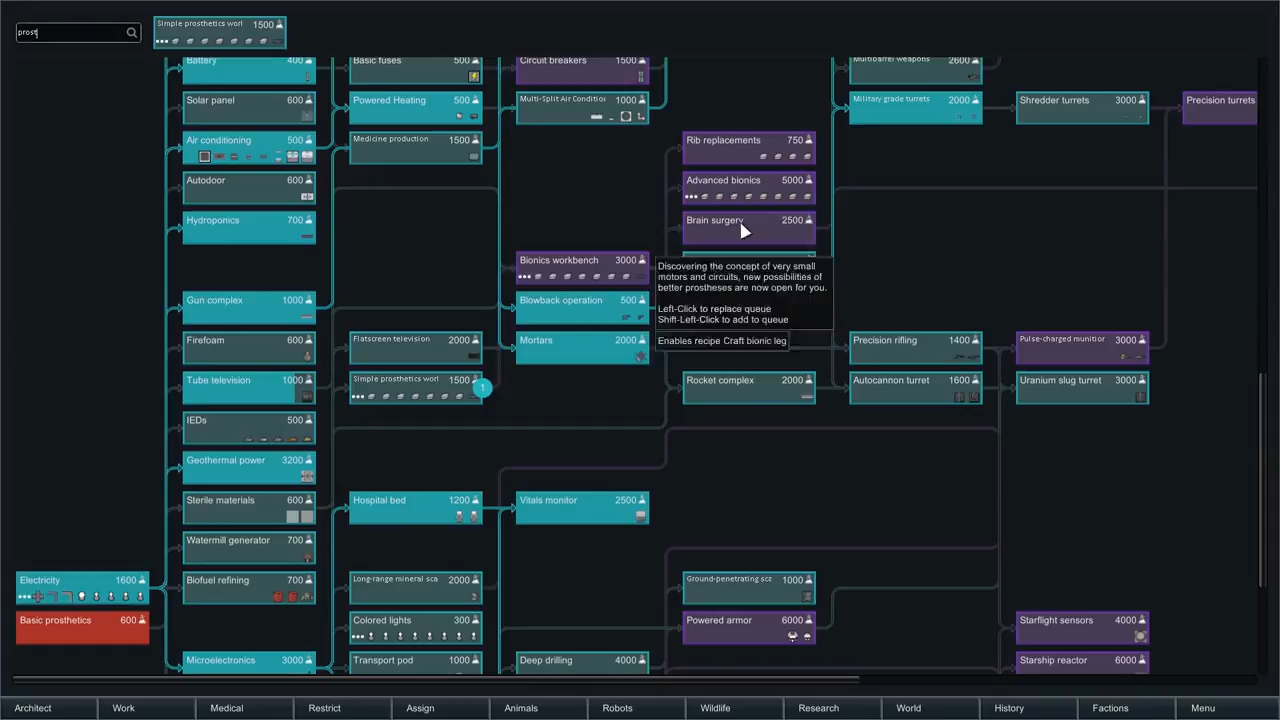 prost
Simple prosthetics worl 1500
Battery 400
Basic fuses 500
Circuit breakers 1500
Multibarrel weapons 2600
Solar panel 600
Powered Heating 500
Multi-Split Air Conditio 1000
Military grade turrets 2000
Shredder turrets 3000
Precision turrets
Air conditioning 500
Medicine production 1500
Rib replacements 750
Autodoor 600
Advanced bionics 5000
Hydroponics 700
Brain surgery 2500
Bionics workbench 3000
Discovering the concept of very small
motors and circuits, new possibilities of
better prostheses are now open for you.
Left-Click to replace queue
Shift-Left-Click to add to queue
Enables recipe Craft bionic leg
Gun complex 1000
Blowback operation 500
Firefoam 600
Flatscreen television 2000
Mortars 2000
Precision rifling 1400
Pulse-charged munition 3000
Tube television 1000
Simple prosthetics worl 1500
1
Rocket complex 2000
Autocannon turret 1600
Uranium slug turret 3000
IEDs 500
Geothermal power 3200
Sterile materials 600
Hospital bed 1200
Vitals monitor 2500
Watermill generator 700
Electricity 1600
Biofuel refining 700
Long-range mineral sca 2000
Ground-penetrating sca 1000
Basic prosthetics 600
Colored lights 300
Powered armor 6000
Starflight sensors 4000
Microelectronics 3000
Transport pod 1000
Deep drilling 4000
Starship reactor 6000
Architect
Work
Medical
Restrict
Assign
Animals
Robots
Wildlife
Research
World
History
Factions
Menu